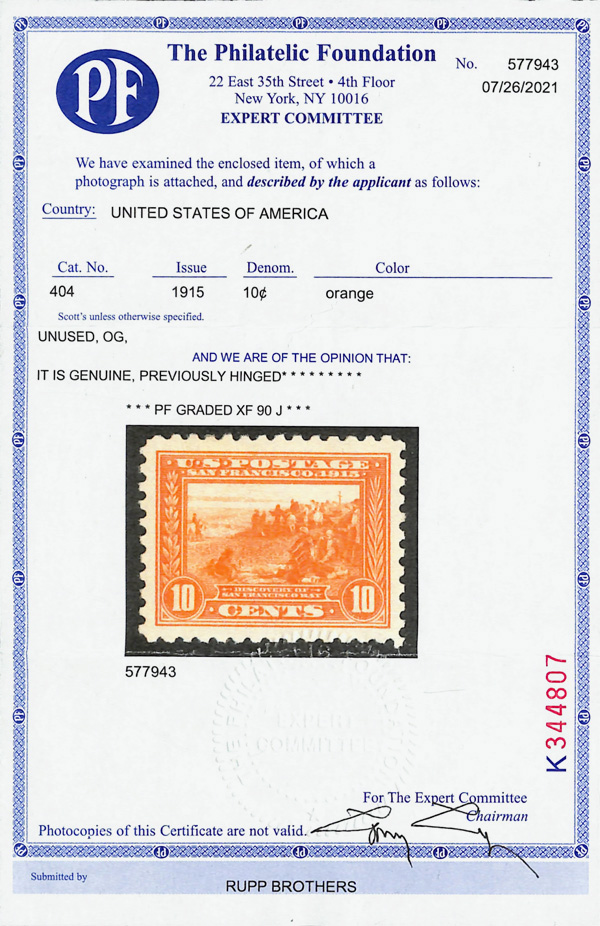 PF
The Philatelic Foundation
No. 577943
22 East 35th Street • 4th Floor
07/26/2021
New York, NY 10016
EXPERT COMMITTEE
We have examined the enclosed item, of which a
photograph is attached, and described by the applicant as follows:
Country: UNITED STATES OF AMERICA
Cat. No. Issue Denom. Color
404 1915 10¢ orange
Scott's unless otherwise specified.
UNUSED, OG,
AND WE ARE OF THE OPINION THAT:
IT IS GENUINE, PREVIOUSLY HINGED* * * * * * * * *
* * * PF GRADED XF 90 J * * *
U.S. POSTAGE
SAN FRANCISCO 1915
DISCOVERY OF
SAN FRANCISCO BAY
10 CENTS 10
577943
EXPERT
COMMITTEE
K344807
For The Expert Committee
Chairman
Photocopies of this Certificate are not valid.
Submitted by
RUPP BROTHERS